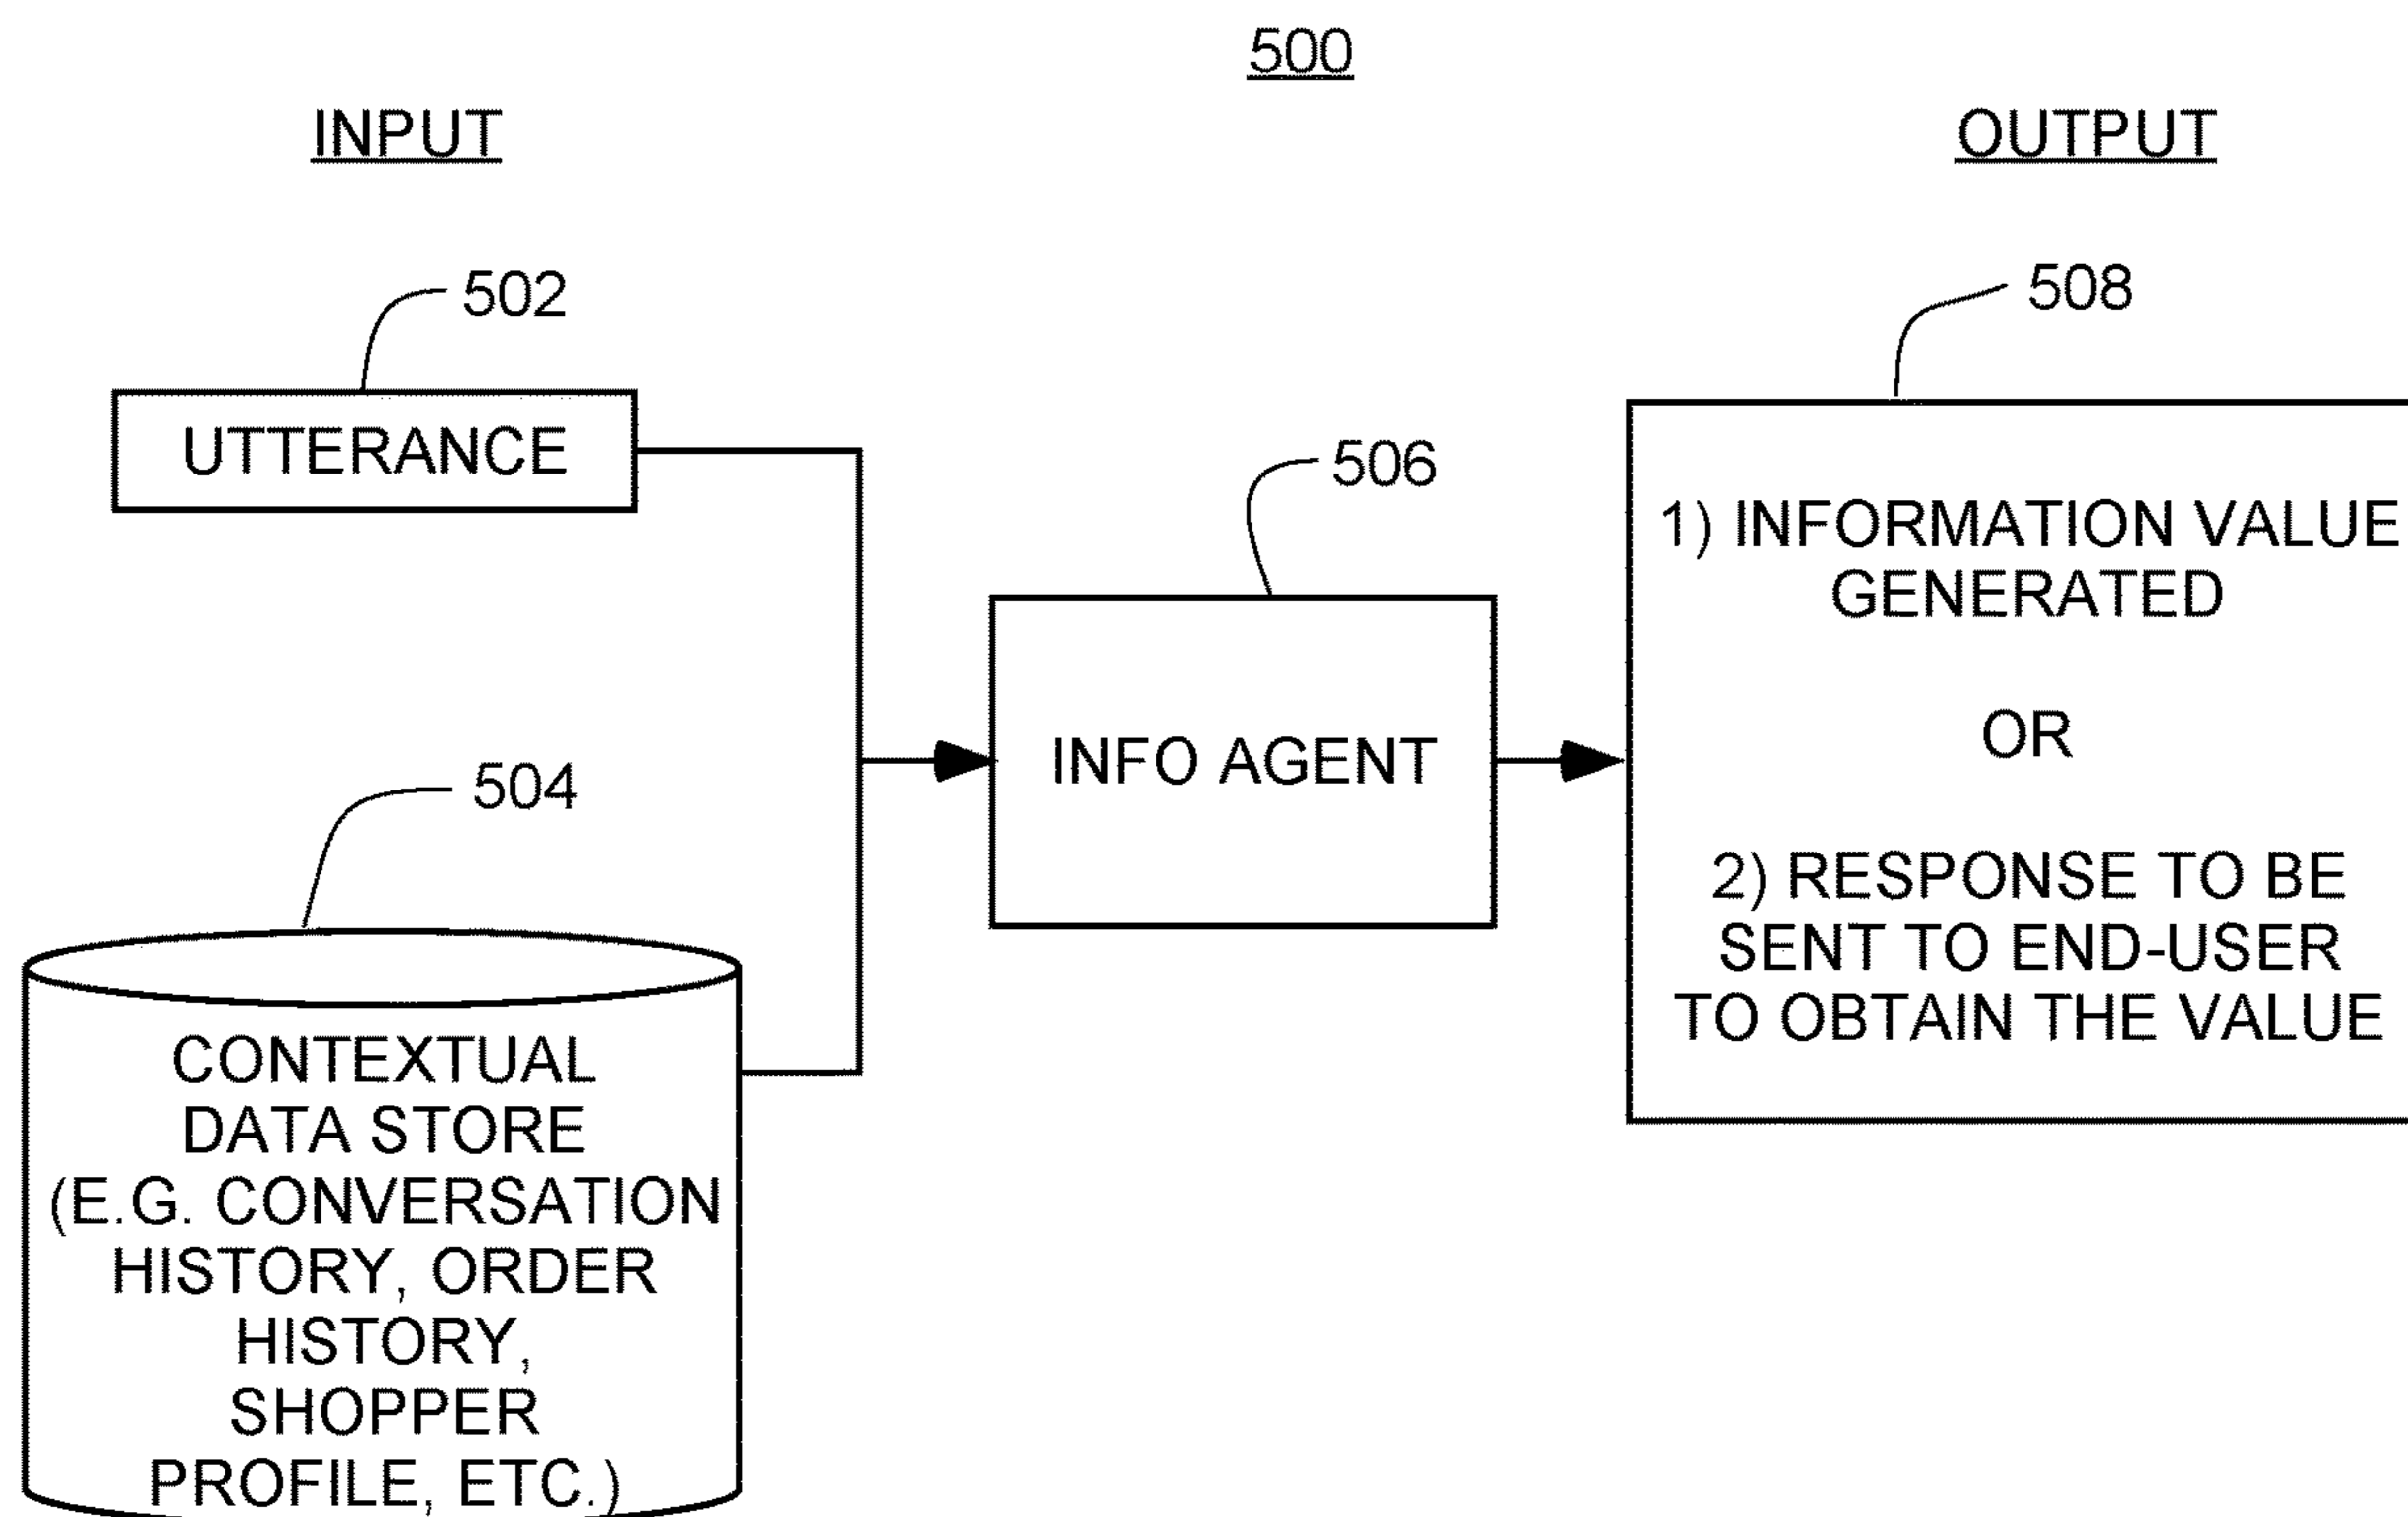 500
INPUT
OUTPUT
502
UTTERANCE
504
CONTEXTUAL
DATA STORE
(E.G. CONVERSATION
HISTORY, ORDER
HISTORY,
SHOPPER
PROFILE, ETC.)
506
INFO AGENT
508
1) INFORMATION VALUE
GENERATED
OR
2) RESPONSE TO BE
SENT TO END-USER
TO OBTAIN THE VALUE